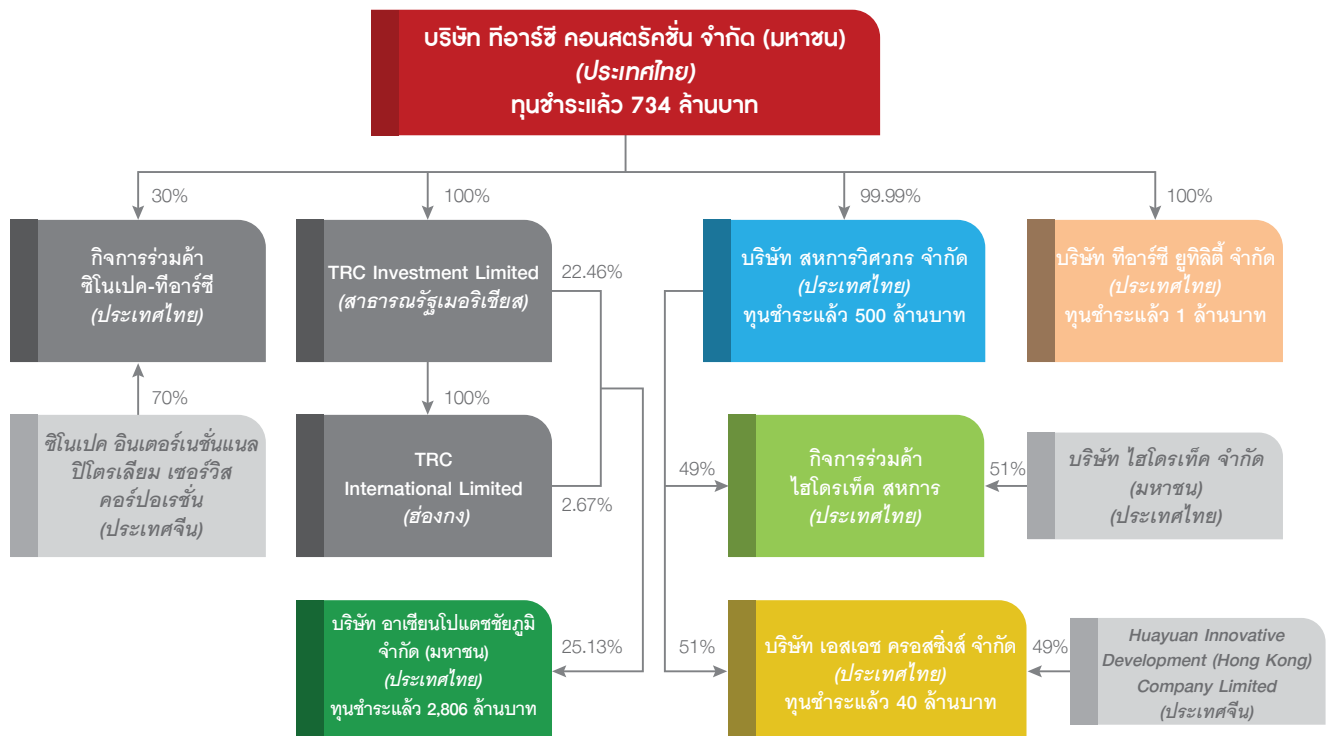 บริษัท ทีอาร์ซี คอนสตรัคชั่น จำกัด (มหาชน)
(ประเทศไทย)
ทุนชำระแล้ว 734 ล้านบาท
30%
100%
99.99%
100%
กิจการร่วมค้า
ซิโนเปค-ทีอาร์ซี
(ประเทศไทย)
TRC Investment Limited
(สาธารณรัฐเมอริเชียส)
22.46%
บริษัท สหการวิศวกร จำกัด
(ประเทศไทย)
ทุนชำระแล้ว 500 ล้านบาท
บริษัท ทีอาร์ซี ยูทิลิตี้ จำกัด
(ประเทศไทย)
ทุนชำระแล้ว 1 ล้านบาท
70%
100%
ซิโนเปค อินเตอร์เนชั่นแนล
ปิโตรเลียม เซอร์วิส
คอร์ปอเรชั่น
(ประเทศจีน)
TRC
International Limited
(ฮ่องกง)
2.67%
49%
กิจการร่วมค้า
ไฮโดรเท็ค สหการ
(ประเทศไทย)
51%
บริษัท ไฮโดรเท็ค จำกัด
(มหาชน)
(ประเทศไทย)
บริษัท อาเซียนโปแตชชัยภูมิ
จำกัด (มหาชน)
(ประเทศไทย)
ทุนชำระแล้ว 2,806 ล้านบาท
25.13%
51%
บริษัท เอสเอช ครอสซิ่งส์ จำกัด
(ประเทศไทย)
ทุนชำระแล้ว 40 ล้านบาท
49%
Huayuan Innovative
Development (Hong Kong)
Company Limited
(ประเทศจีน)